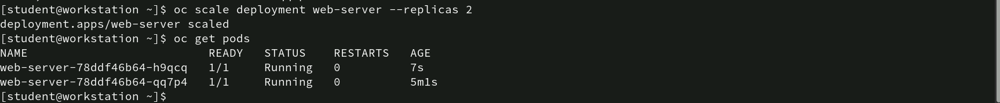 [student@workstation ~]$ oc scale deployment web-server --replicas 2
deployment.apps/web-server scaled
[student@workstation ~]$ oc get pods
NAME                          READY   STATUS    RESTARTS   AGE
web-server-78ddf46b64-h9qcq   1/1     Running   0          7s
web-server-78ddf46b64-qq7p4   1/1     Running   0          5m1s
[student@workstation ~]$